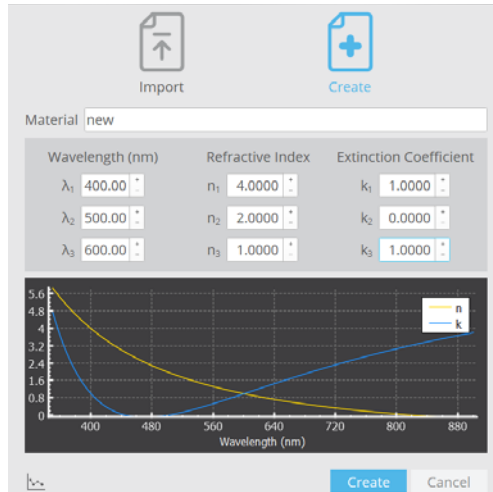 Import
Create
Material new
Wavelength (nm) Refractive Index Extinction Coefficient
λ₁ 400.00 n₁ 4.0000 k₁ 1.0000
λ₂ 500.00 n₂ 2.0000 k₂ 0.0000
λ₃ 600.00 n₃ 1.0000 k₃ 1.0000
5.6
4.8
4
3.2
2.4
1.6
0.8
0
n
k
400 480 560 640 720 800 880
Wavelength (nm)
Create Cancel